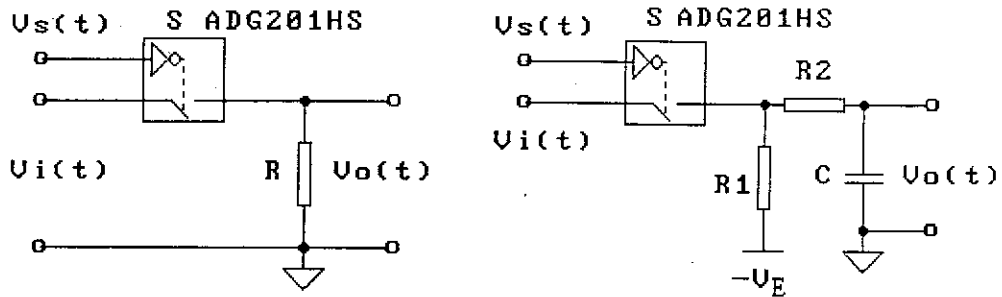 S ADG201HS
Vs(t)
Vi(t)
R
Vo(t)
S ADG201HS
Vs(t)
R2
Vi(t)
R1
C
Vo(t)
-VE